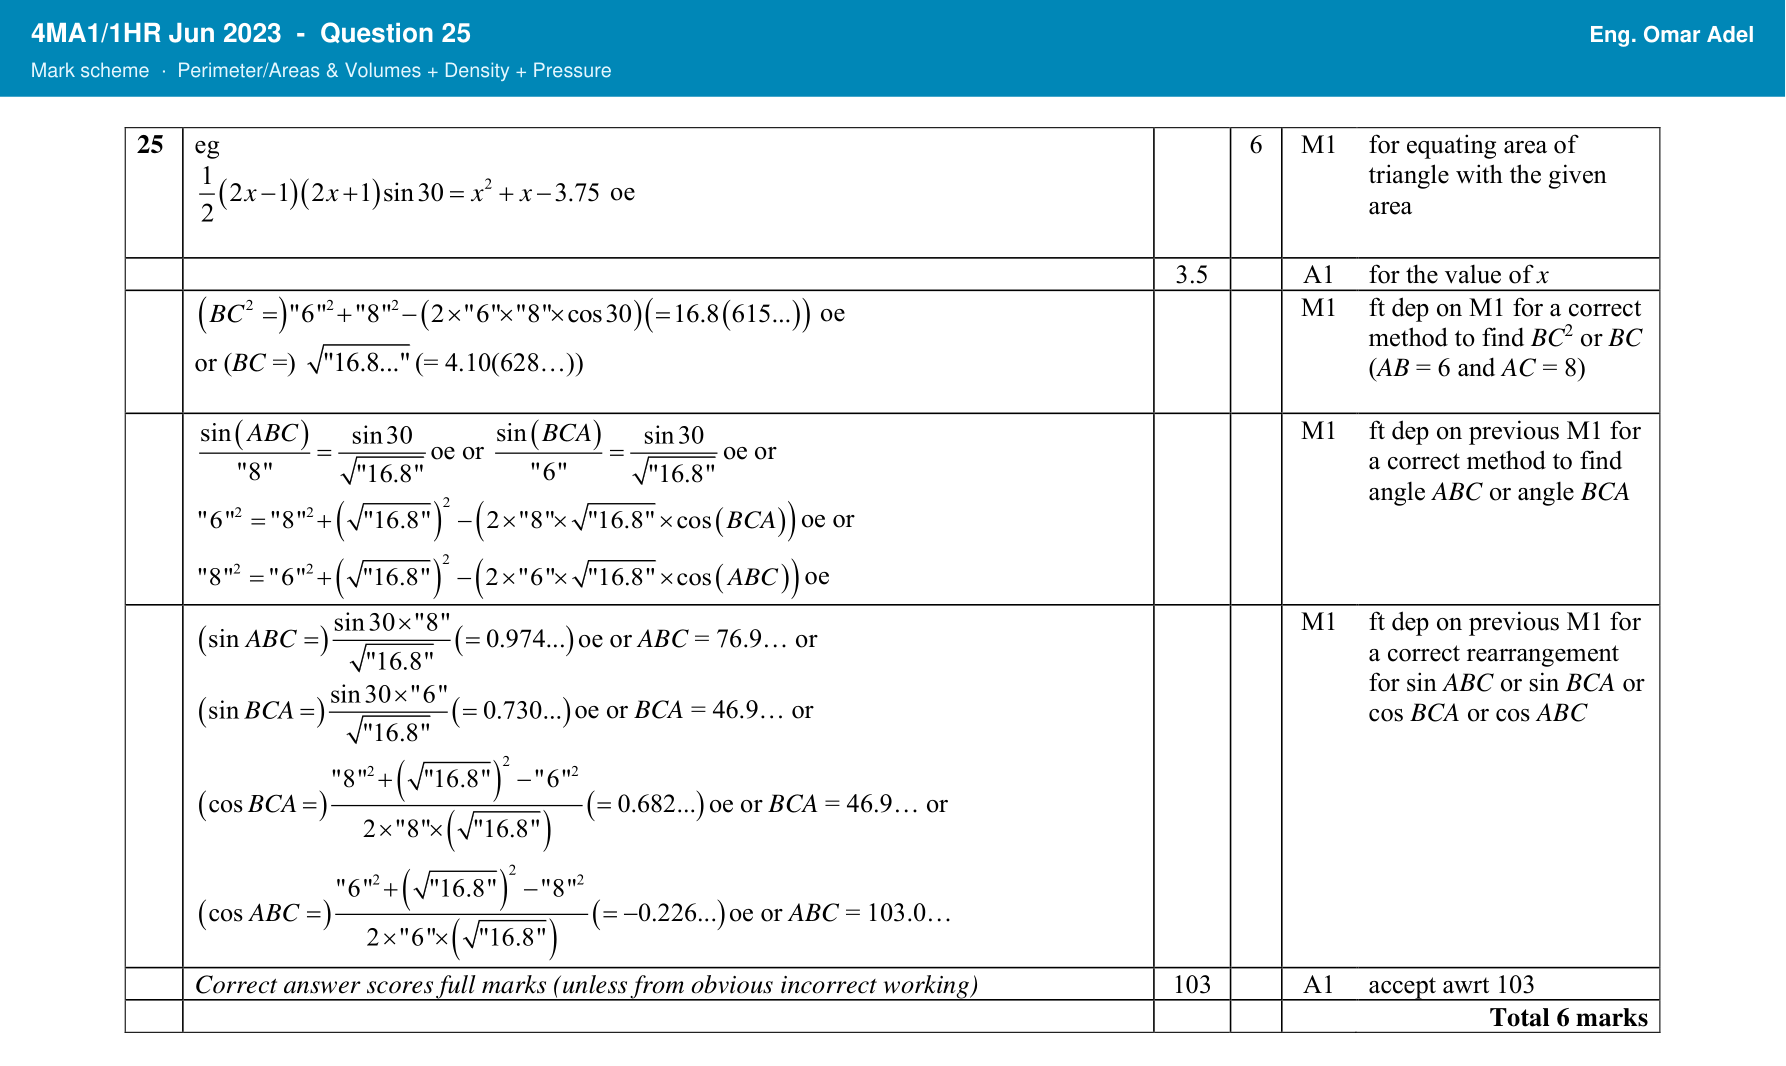 4MA1/1HR Jun 2023 - Question 25
Eng. Omar Adel
Mark scheme · Perimeter/Areas & Volumes + Density + Pressure
25 eg 6 M1 for equating area of
1/2(2x−1)(2x+1)sin30 = x² + x − 3.75 oe triangle with the given
area
3.5 A1 for the value of x
(BC² =)"6"²+"8"²−(2×"6"×"8"×cos30)(=16.8(615...)) oe M1 ft dep on M1 for a correct
method to find BC² or BC
or (BC =) √"16.8..." (= 4.10(628…)) (AB = 6 and AC = 8)
sin(ABC)/"8" = sin30/√"16.8" oe or sin(BCA)/"6" = sin30/√"16.8" oe or M1 ft dep on previous M1 for
a correct method to find
angle ABC or angle BCA
"6"² = "8"²+(√"16.8")²−(2×"8"×√"16.8"×cos(BCA)) oe or
"8"² = "6"²+(√"16.8")²−(2×"6"×√"16.8"×cos(ABC)) oe
(sin ABC =) sin30×"8"/√"16.8" (= 0.974...) oe or ABC = 76.9… or M1 ft dep on previous M1 for
a correct rearrangement
for sin ABC or sin BCA or
cos BCA or cos ABC
(sin BCA =) sin30×"6"/√"16.8" (= 0.730...) oe or BCA = 46.9… or
(cos BCA =) "8"²+(√"16.8")²−"6"²/2×"8"×(√"16.8") (= 0.682...) oe or BCA = 46.9… or
(cos ABC =) "6"²+(√"16.8")²−"8"²/2×"6"×(√"16.8") (= −0.226...) oe or ABC = 103.0…
Correct answer scores full marks (unless from obvious incorrect working) 103 A1 accept awrt 103
Total 6 marks